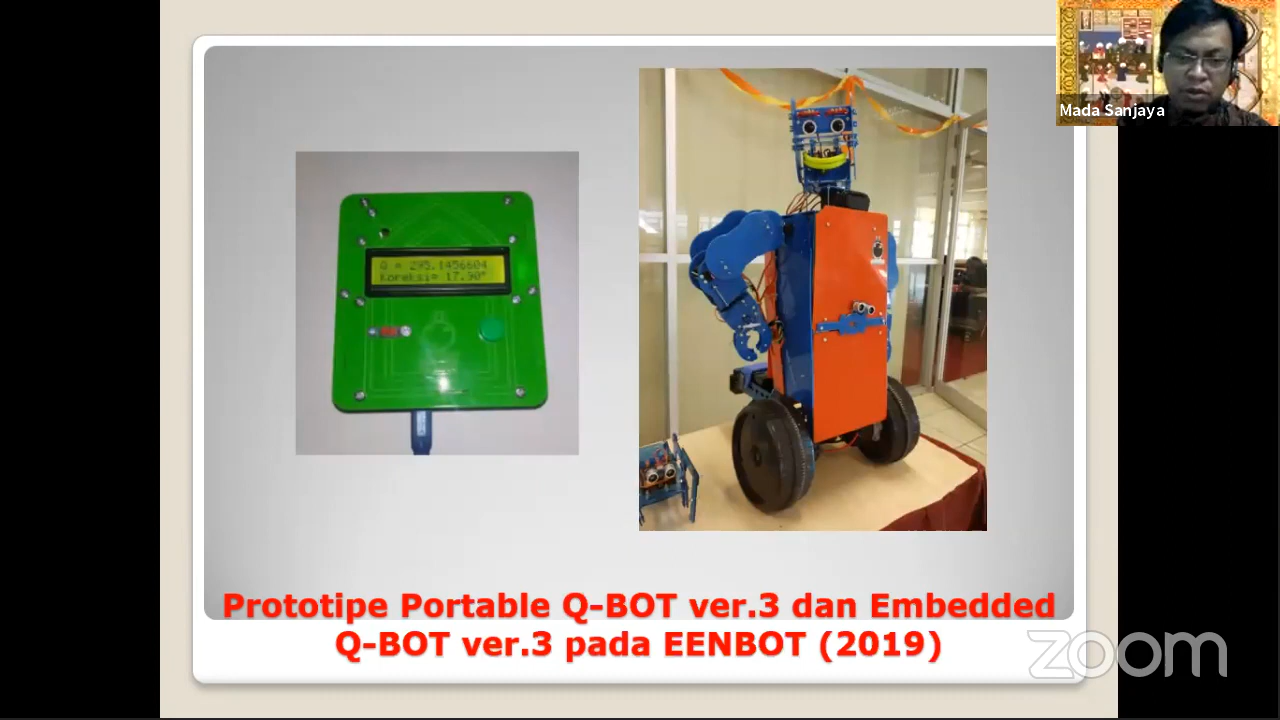 Mada Sanjaya
Q = 295.1456604
Koreksi= 17.90°
Prototipe Portable Q-BOT ver.3 dan Embedded
Q-BOT ver.3 pada EENBOT (2019)
zoom